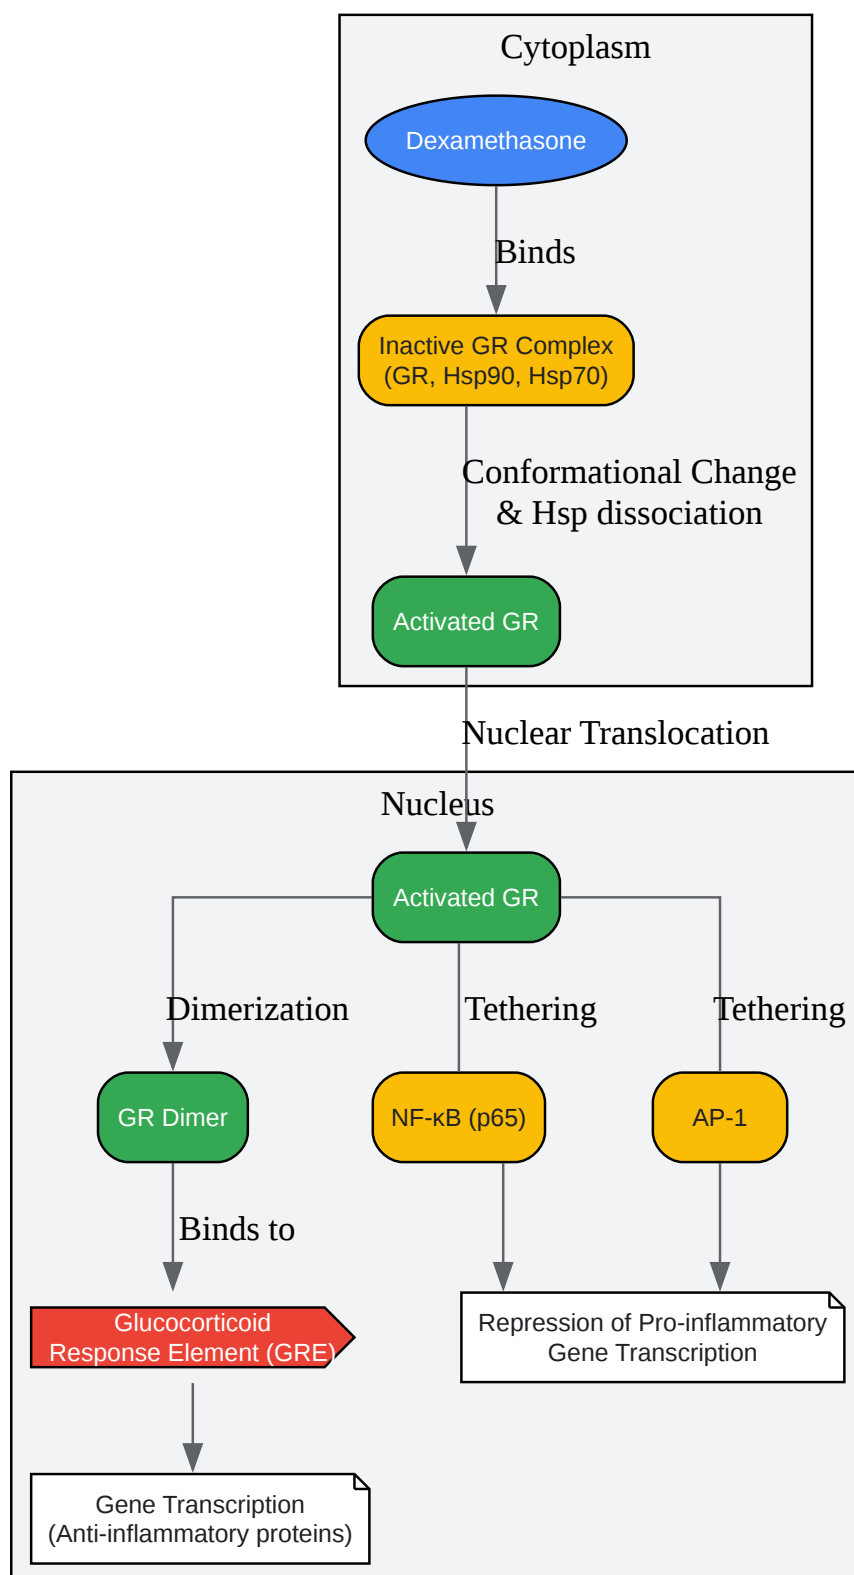 Cytoplasm
Dexamethasone
Binds
Inactive GR Complex
(GR, Hsp90, Hsp70)
Conformational Change
& Hsp dissociation
Activated GR
Nuclear Translocation
Nucleus
Activated GR
Dimerization
Tethering
Tethering
GR Dimer
NF-κB (p65)
AP-1
Binds to
Glucocorticoid
Response Element (GRE)
Repression of Pro-inflammatory
Gene Transcription
Gene Transcription
(Anti-inflammatory proteins)